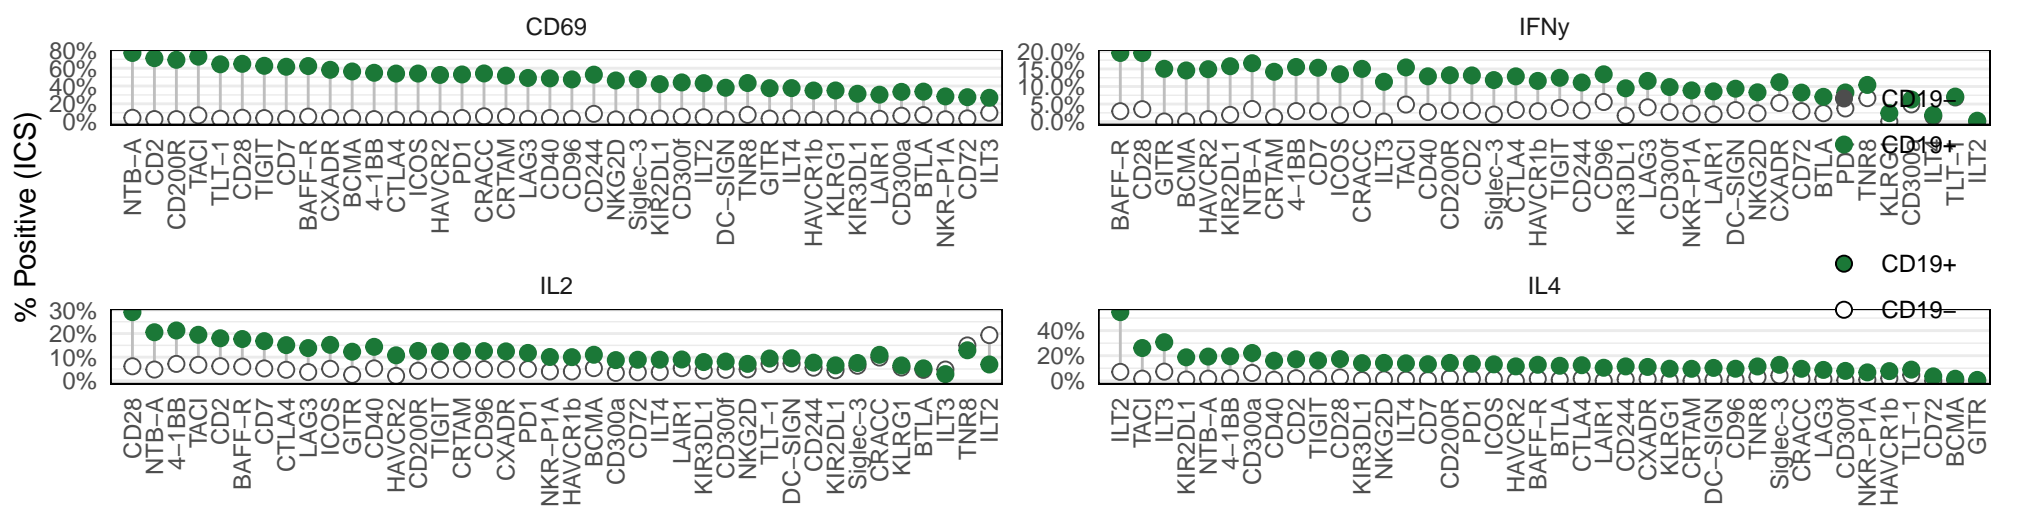 % Positive (ICS)
CD69
80%
60%
40%
20%
0%
NTB−A
CD2
CD200R
TACI
TLT−1
CD28
TIGIT
CD7
BAFF−R
CXADR
BCMA
4−1BB
CTLA4
ICOS
HAVCR2
PD1
CRACC
CRTAM
LAG3
CD40
CD96
CD244
NKG2D
Siglec−3
KIR2DL1
CD300f
ILT2
DC−SIGN
TNR8
GITR
ILT4
HAVCR1b
KLRG1
KIR3DL1
LAIR1
CD300a
BTLA
NKR−P1A
CD72
ILT3
IFNy
20.0%
15.0%
10.0%
5.0%
0.0%
BAFF−R
CD28
GITR
BCMA
HAVCR2
KIR2DL1
NTB−A
CRTAM
4−1BB
CD7
ICOS
CRACC
ILT3
TACI
CD40
CD200R
CD2
Siglec−3
CTLA4
HAVCR1b
TIGIT
CD244
CD96
KIR3DL1
LAG3
CD300f
NKR−P1A
LAIR1
DC−SIGN
NKG2D
CXADR
CD72
BTLA
TNR8
TLT−1
ILT2
CD19−
CD19+
CD19+
CD19−
IL2
30%
20%
10%
0%
CD28
NTB−A
4−1BB
TACI
CD2
BAFF−R
CD7
CTLA4
LAG3
ICOS
GITR
CD40
HAVCR2
CD200R
TIGIT
CRTAM
CD96
CXADR
PD1
NKR−P1A
HAVCR1b
BCMA
CD300a
CD72
ILT4
LAIR1
KIR3DL1
CD300f
NKG2D
TLT−1
DC−SIGN
CD244
KIR2DL1
Siglec−3
CRACC
KLRG1
BTLA
ILT3
TNR8
ILT2
IL4
40%
20%
0%
ILT2
TACI
ILT3
KIR2DL1
NTB−A
4−1BB
CD300a
CD40
CD2
TIGIT
CD28
KIR3DL1
NKG2D
ILT4
CD7
CD200R
PD1
ICOS
HAVCR2
BAFF−R
BTLA
CTLA4
LAIR1
CD244
CXADR
KLRG1
CRTAM
DC−SIGN
CD96
TNR8
Siglec−3
CRACC
LAG3
CD300f
NKR−P1A
HAVCR1b
TLT−1
CD72
BCMA
GITR